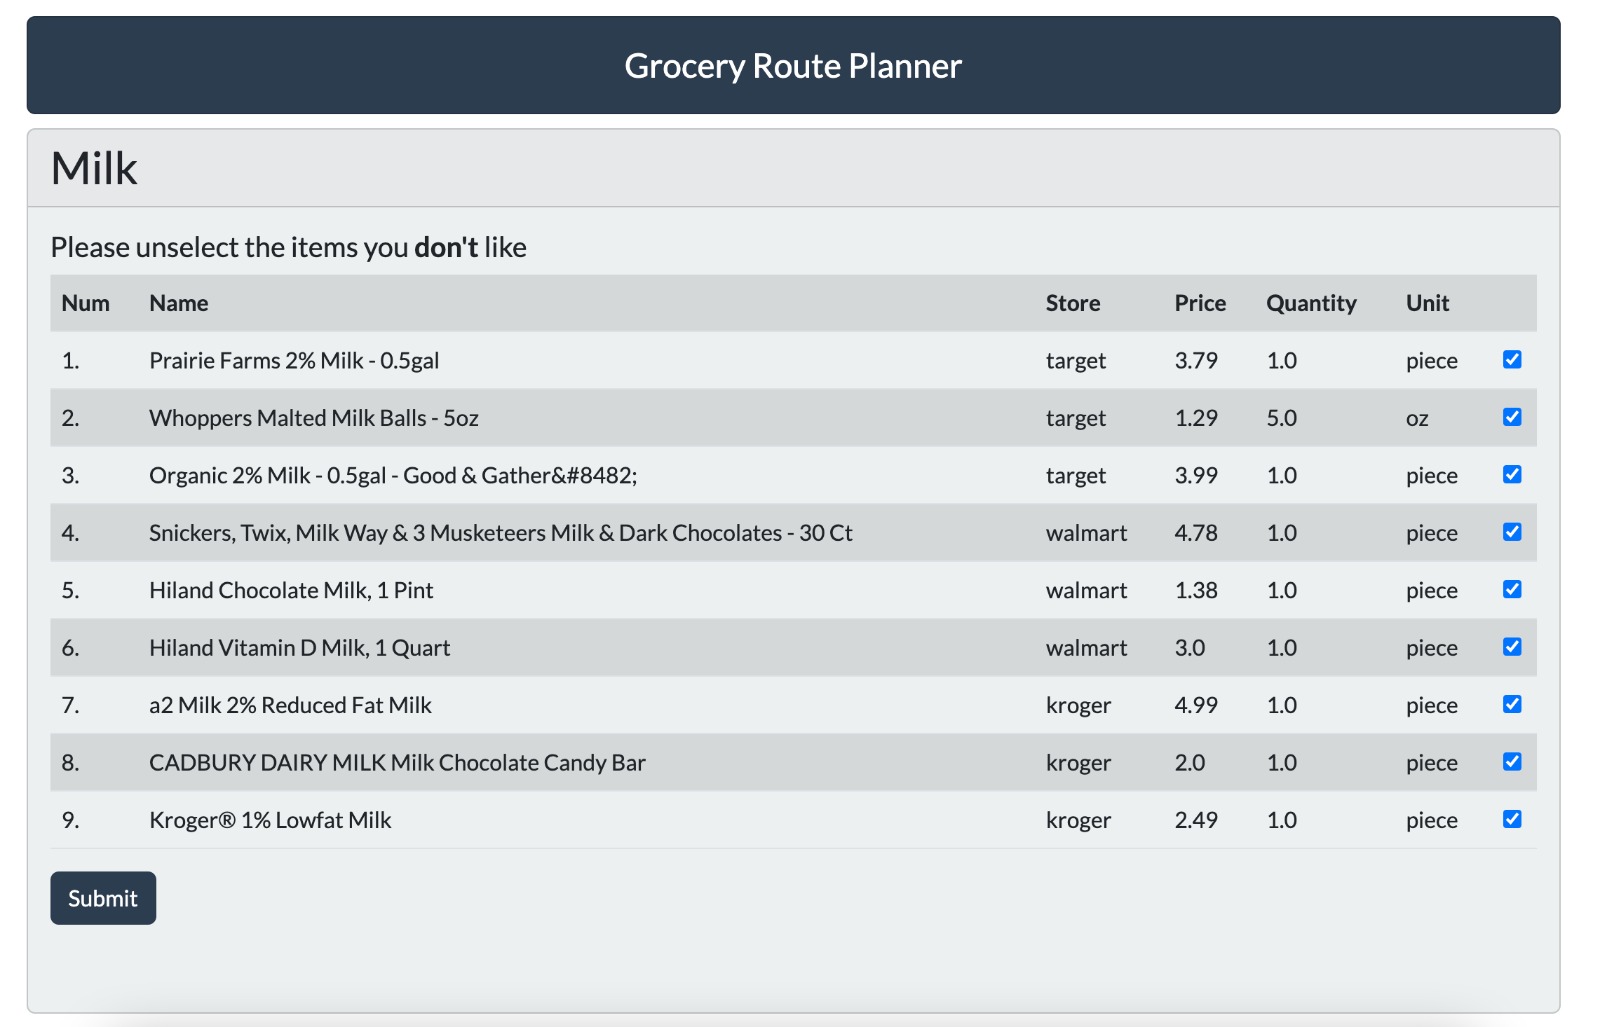 Grocery Route Planner
Milk
Please unselect the items you don't like
Num Name Store Price Quantity Unit
1. Prairie Farms 2% Milk - 0.5gal target 3.79 1.0 piece
2. Whoppers Malted Milk Balls - 5oz target 1.29 5.0 oz
3. Organic 2% Milk - 0.5gal - Good & Gather&#8482; target 3.99 1.0 piece
4. Snickers, Twix, Milk Way & 3 Musketeers Milk & Dark Chocolates - 30 Ct walmart 4.78 1.0 piece
5. Hiland Chocolate Milk, 1 Pint walmart 1.38 1.0 piece
6. Hiland Vitamin D Milk, 1 Quart walmart 3.0 1.0 piece
7. a2 Milk 2% Reduced Fat Milk kroger 4.99 1.0 piece
8. CADBURY DAIRY MILK Milk Chocolate Candy Bar kroger 2.0 1.0 piece
9. Kroger® 1% Lowfat Milk kroger 2.49 1.0 piece
Submit